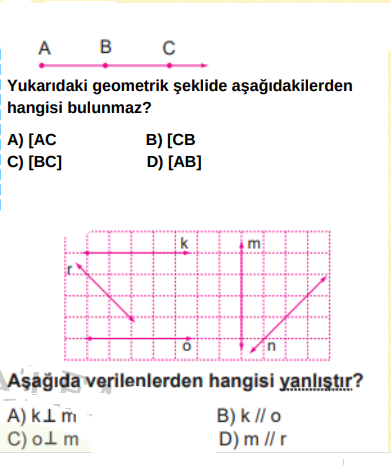 A B C
Yukarıdaki geometrik şeklide aşağıdakilerden
hangisi bulunmaz?
A) [AC B) [CB
C) [BC] D) [AB]
k m
r
o n
Aşağıda verilenlerden hangisi yanlıştır?
A) k⊥ m B) k // o
C) o⊥ m D) m // r